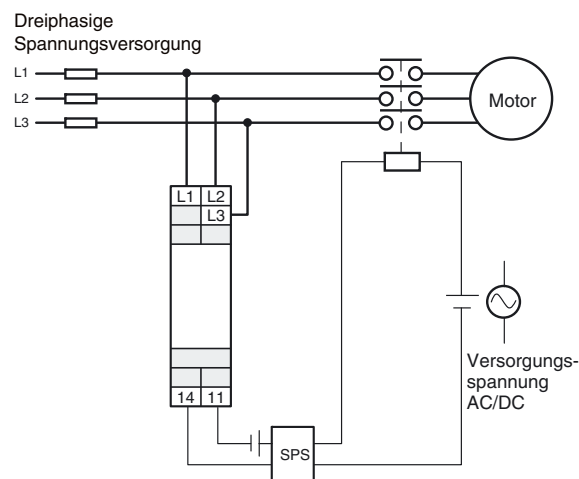 Dreiphasige
Spannungsversorgung
L1
L2
L3
Motor
L1 L2
L3
Versorgungs-
spannung
AC/DC
14 11
SPS